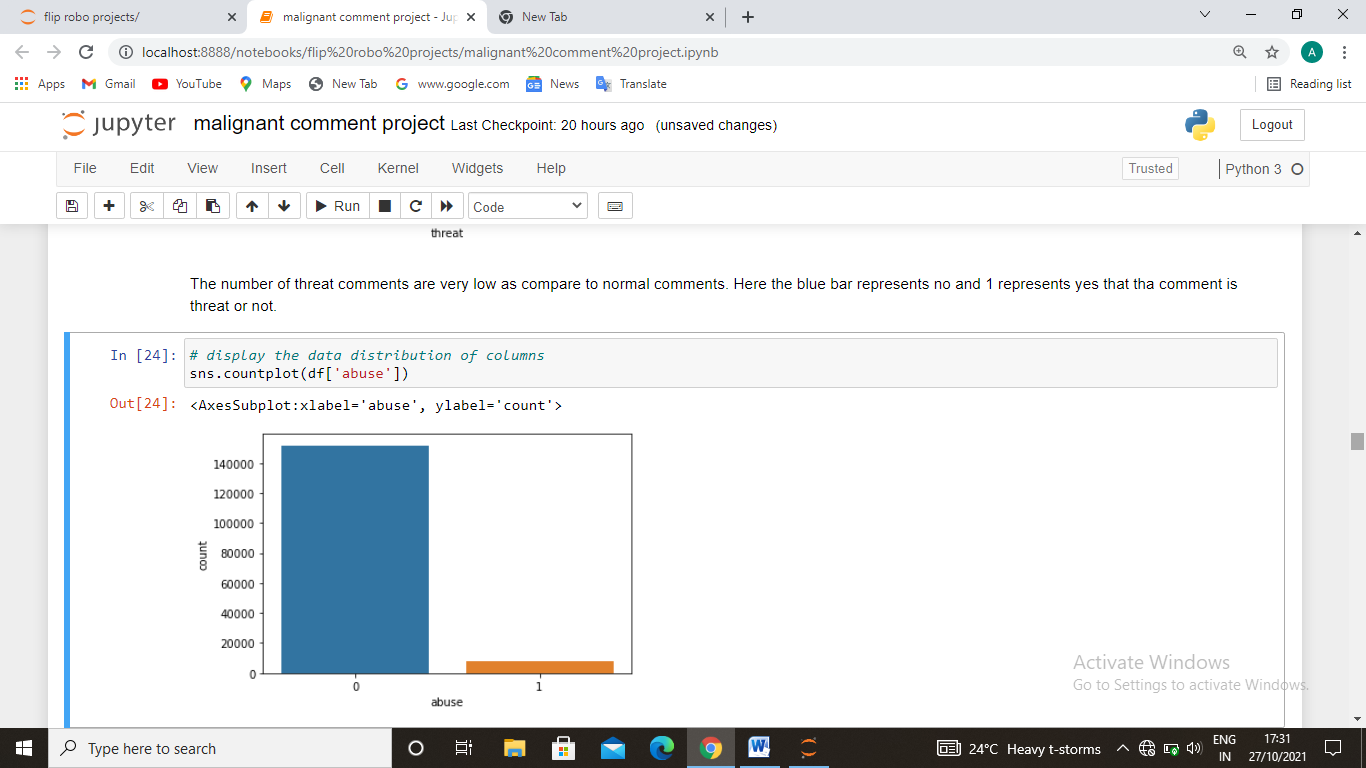 flip robo projects/
malignant comment project - Jup
New Tab
localhost:8888/notebooks/flip%20robo%20projects/malignant%20comment%20project.ipynb
A
Apps Gmail YouTube Maps New Tab www.google.com News Translate Reading list
jupyter malignant comment project Last Checkpoint: 20 hours ago (unsaved changes) Logout
File Edit View Insert Cell Kernel Widgets Help Trusted Python 3
Run Code
threat
The number of threat comments are very low as compare to normal comments. Here the blue bar represents no and 1 represents yes that tha comment is
threat or not.
In [24]: # display the data distribution of columns
sns.countplot(df['abuse'])
Out[24]: <AxesSubplot:xlabel='abuse', ylabel='count'>
140000
120000
100000
80000
60000
40000
20000
0
count
0 1
abuse
Activate Windows
Go to Settings to activate Windows.
Type here to search
24°C Heavy t-storms
ENG
IN
17:31
27/10/2021